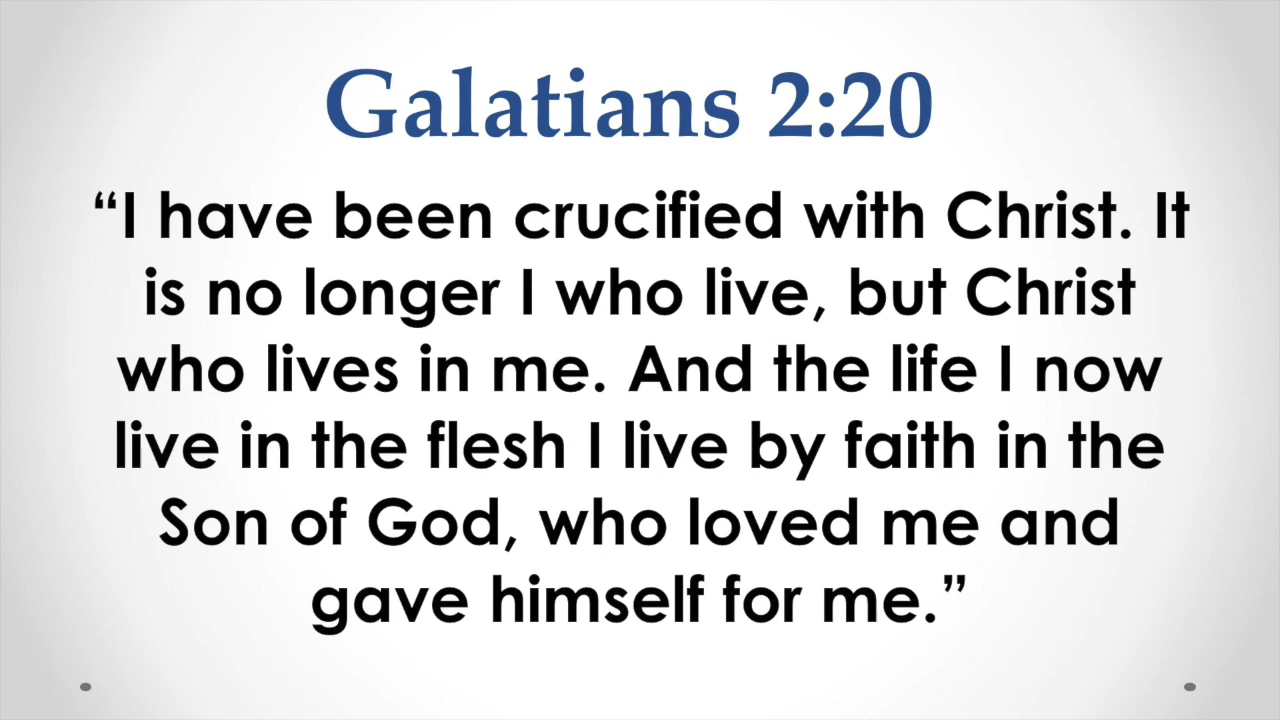 Galatians 2:20
“I have been crucified with Christ. It
is no longer I who live, but Christ
who lives in me. And the life I now
live in the flesh I live by faith in the
Son of God, who loved me and
gave himself for me.”